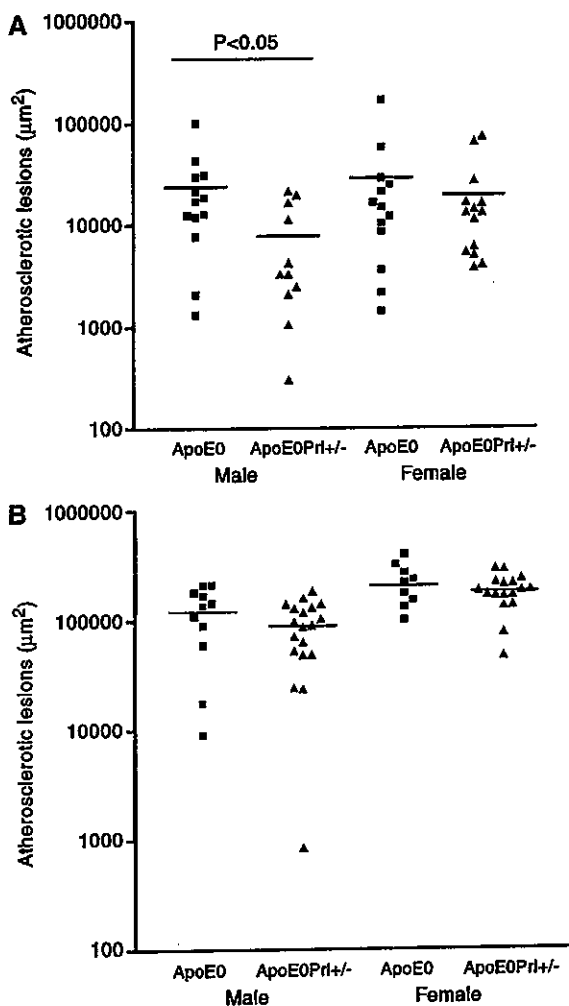 A
1000000
P<0.05
100000
10000
1000
100
Atherosclerotic lesions (μm²)
ApoE0 ApoE0Prl+/- ApoE0 ApoE0Prl+/-
Male Female
B
1000000
100000
10000
1000
100
Atherosclerotic lesions (μm²)
ApoE0 ApoE0Prl+/- ApoE0 ApoE0Prl+/-
Male Female